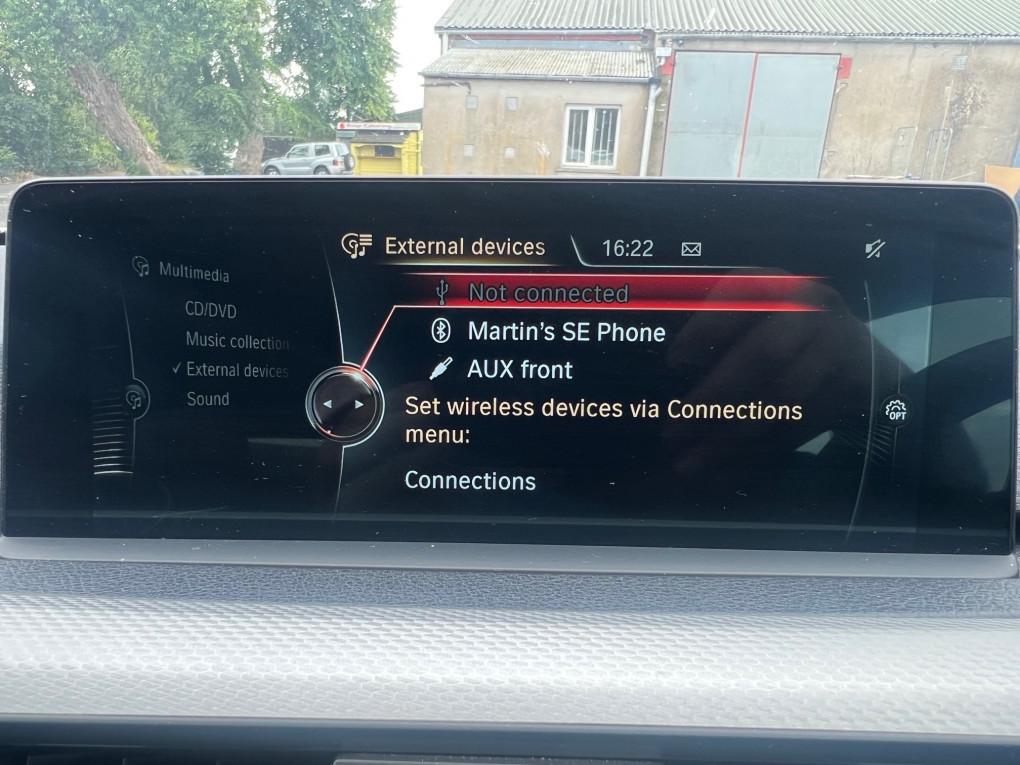 External devices
16:22
Multimedia
CD/DVD
Music collection
External devices
Sound
Not connected
Martin's SE Phone
AUX front
Set wireless devices via Connections
menu:
Connections
OPT